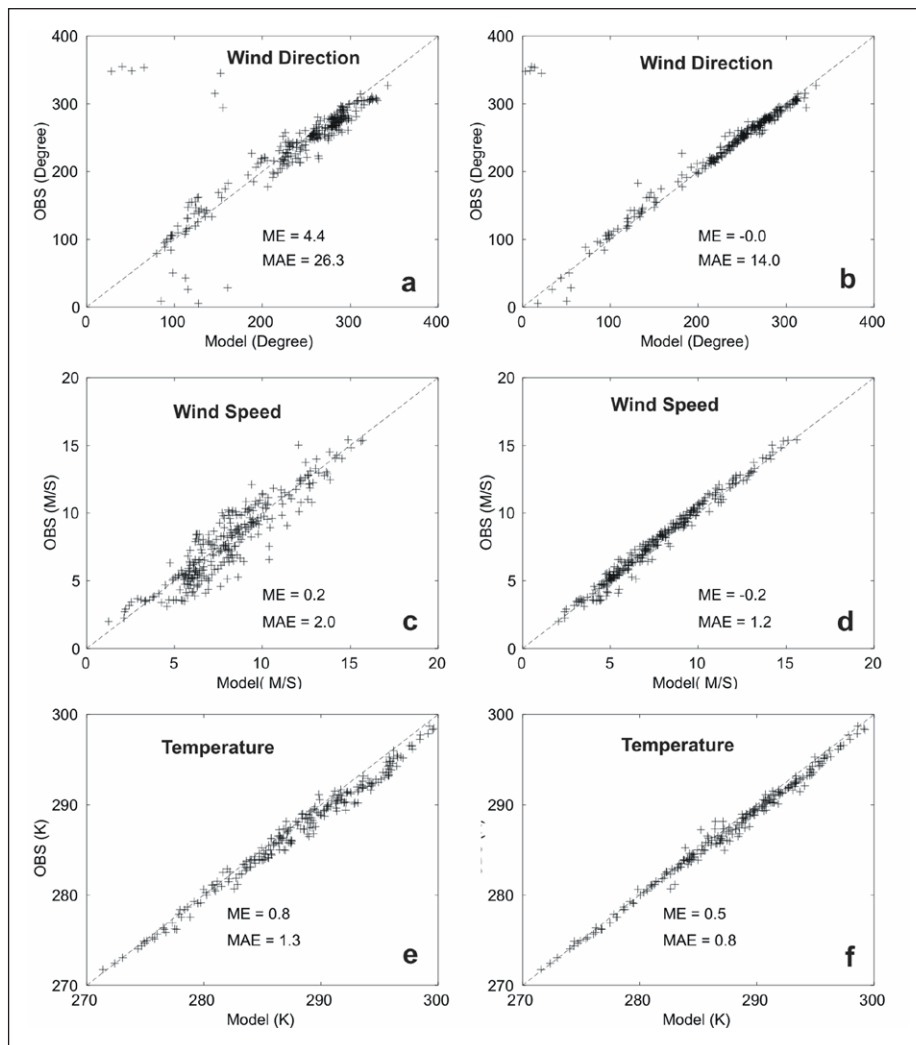 400
300
200
100
0
OBS (Degree)
Wind Direction
ME = 4.4
MAE = 26.3
a
0 100 200 300 400
Model (Degree)
400
300
200
100
0
OBS (Degree)
Wind Direction
ME = -0.0
MAE = 14.0
b
0 100 200 300 400
Model (Degree)
20
15
10
5
0
OBS (M/S)
Wind Speed
ME = 0.2
MAE = 2.0
c
0 5 10 15 20
Model( M/S)
20
15
10
5
0
OBS (M/S)
Wind Speed
ME = -0.2
MAE = 1.2
d
0 5 10 15 20
Model( M/S)
300
290
280
270
OBS (K)
Temperature
ME = 0.8
MAE = 1.3
e
270 280 290 300
Model (K)
300
290
280
270
Temperature
ME = 0.5
MAE = 0.8
f
270 280 290 300
Model (K)